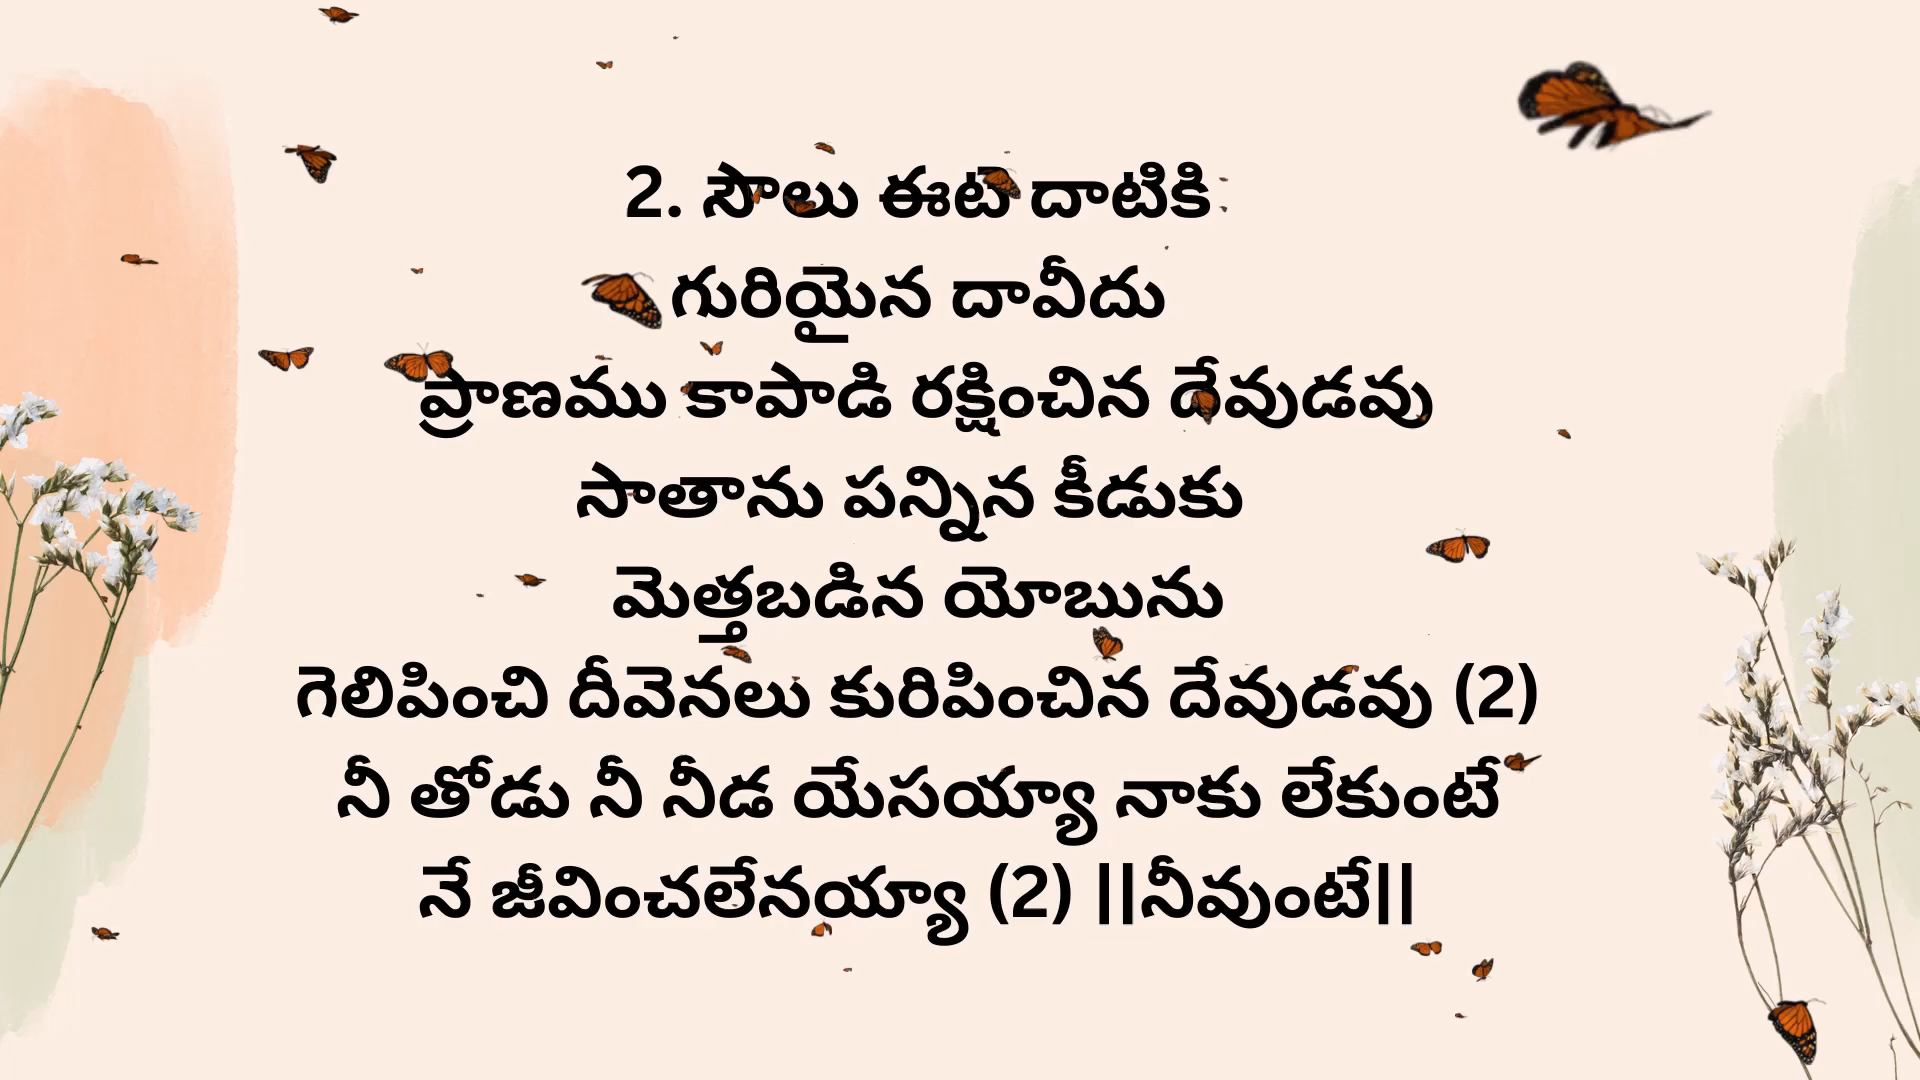 2. సౌలు ఈట దాటికి
గురియైన దావీదు
ప్రాణము కాపాడి రక్షించిన దేవుడవు
సాతాను పన్నిన కీడుకు
మెత్తబడిన యోబును
గెలిపించి దీవెనలు కురిపించిన దేవుడవు (2)
నీ తోడు నీ నీడ యేసయ్యా నాకు లేకుంటే
నే జీవించలేనయ్యా (2) ||నీవుంటే||